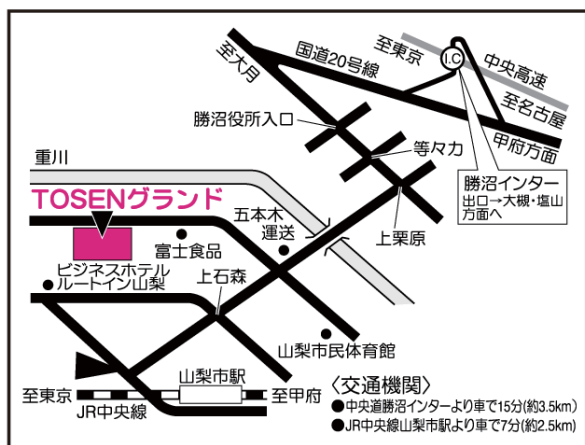 至東京
中央高速
I.C
至大月
国道20号線
至名古屋
甲府方面
勝沼役所入口
等々力
勝沼インター
出口→大槻・塩山
方面へ
重川
TOSENグランド
五本木
運送
上栗原
富士食品
ビジネスホテル
ルートイン山梨
上石森
山梨市民体育館
山梨市駅
至東京
至甲府
JR中央線
〈交通機関〉
●中央道勝沼インターより車で15分(約3.5km)
●JR中央線山梨市駅より車で7分(約2.5km)